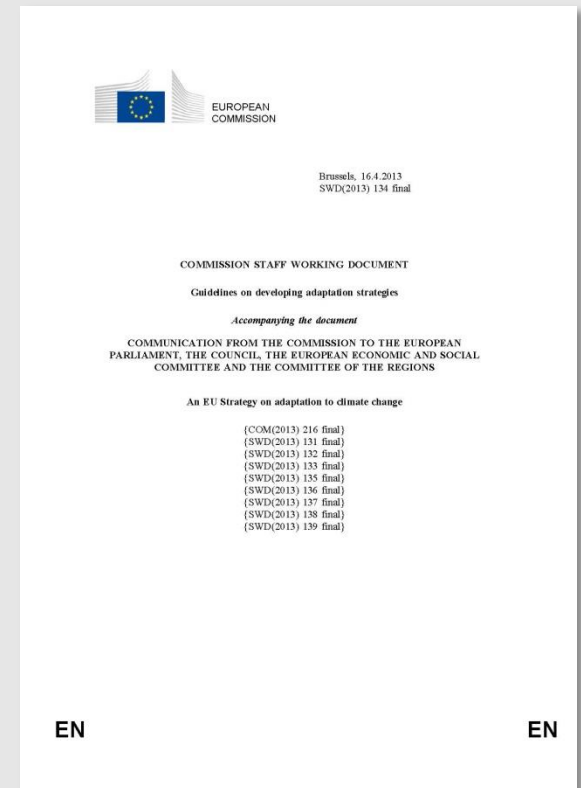 EUROPEAN
COMMISSION
Brussels, 16.4.2013
SWD(2013) 134 final
COMMISSION STAFF WORKING DOCUMENT
Guidelines on developing adaptation strategies
Accompanying the document
COMMUNICATION FROM THE COMMISSION TO THE EUROPEAN
PARLIAMENT, THE COUNCIL, THE EUROPEAN ECONOMIC AND SOCIAL
COMMITTEE AND THE COMMITTEE OF THE REGIONS
An EU Strategy on adaptation to climate change
{COM(2013) 216 final}
{SWD(2013) 131 final}
{SWD(2013) 132 final}
{SWD(2013) 133 final}
{SWD(2013) 135 final}
{SWD(2013) 136 final}
{SWD(2013) 137 final}
{SWD(2013) 138 final}
{SWD(2013) 139 final}
EN EN